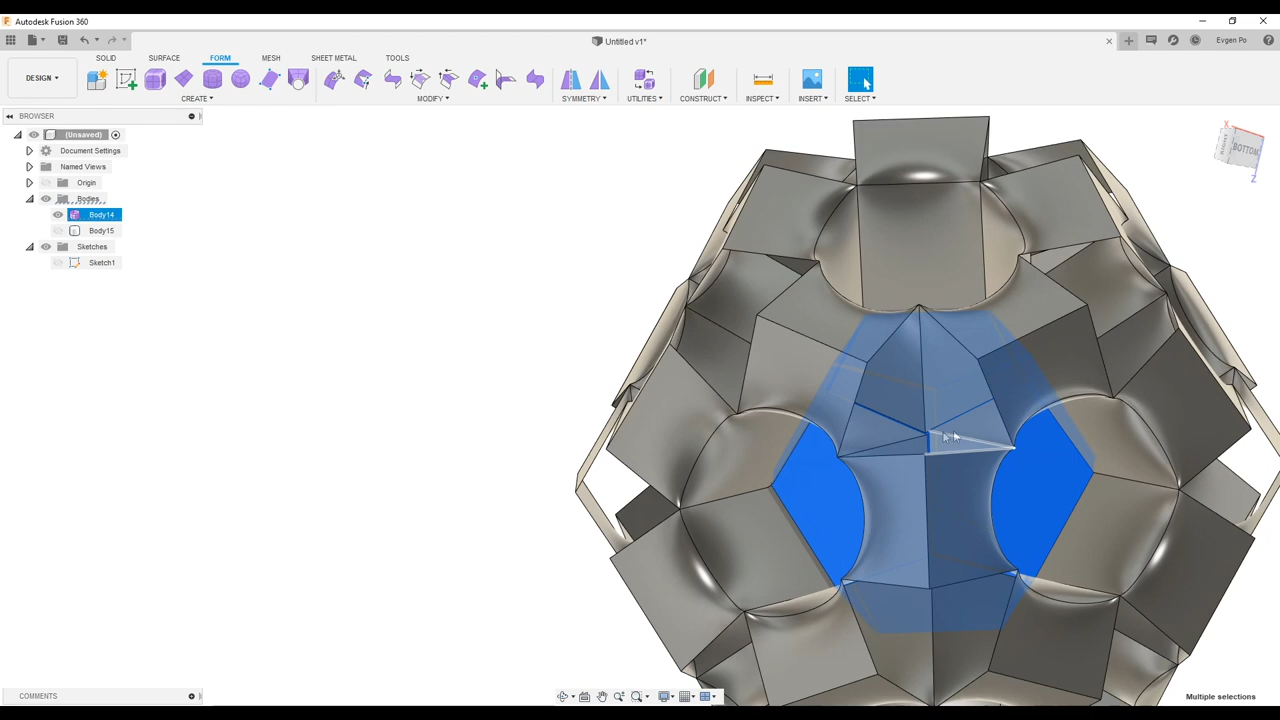 Autodesk Fusion 360
Untitled v1*
Evgen Po
DESIGN
SOLID SURFACE FORM MESH SHEET METAL TOOLS
CREATE MODIFY SYMMETRY UTILITIES CONSTRUCT INSPECT INSERT SELECT
BROWSER
(Unsaved)
Document Settings
Named Views
Origin
Bodies
Body14
Body15
Sketches
Sketch1
X
RIGHT
BOTTOM
Z
COMMENTS
Multiple selections